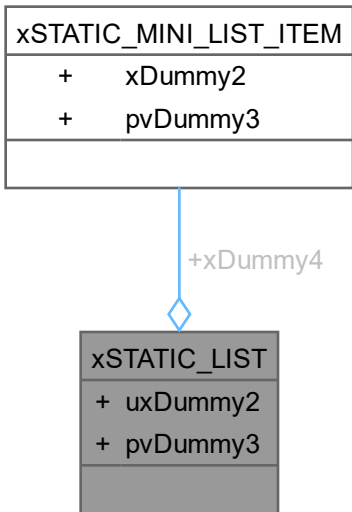 xSTATIC_MINI_LIST_ITEM
+ xDummy2
+ pvDummy3
+xDummy4
xSTATIC_LIST
+ uxDummy2
+ pvDummy3